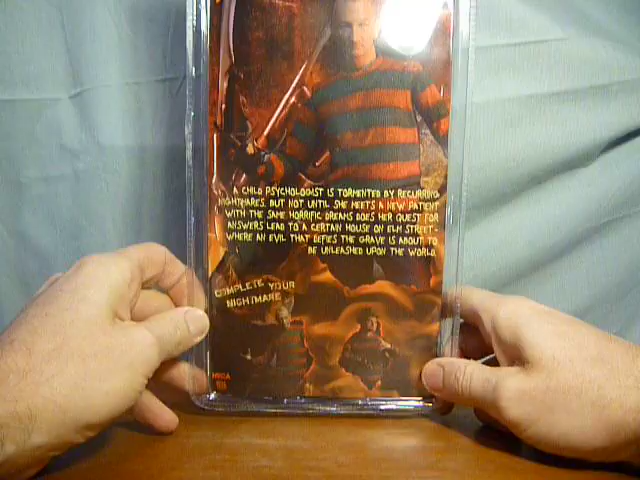 A CHILD PSYCHOLOGIST IS TORMENTED BY RECURRING
NIGHTMARES. BUT NOT UNTIL SHE MEETS A NEW PATIENT
WITH THE SAME HORRIFIC DREAMS DOES HER QUEST FOR
ANSWERS LEAD TO A CERTAIN HOUSE ON ELM STREET-
WHERE AN EVIL THAT DEFIES THE GRAVE IS ABOUT TO
BE UNLEASHED UPON THE WORLD.
COMPLETE YOUR
NIGHTMARE